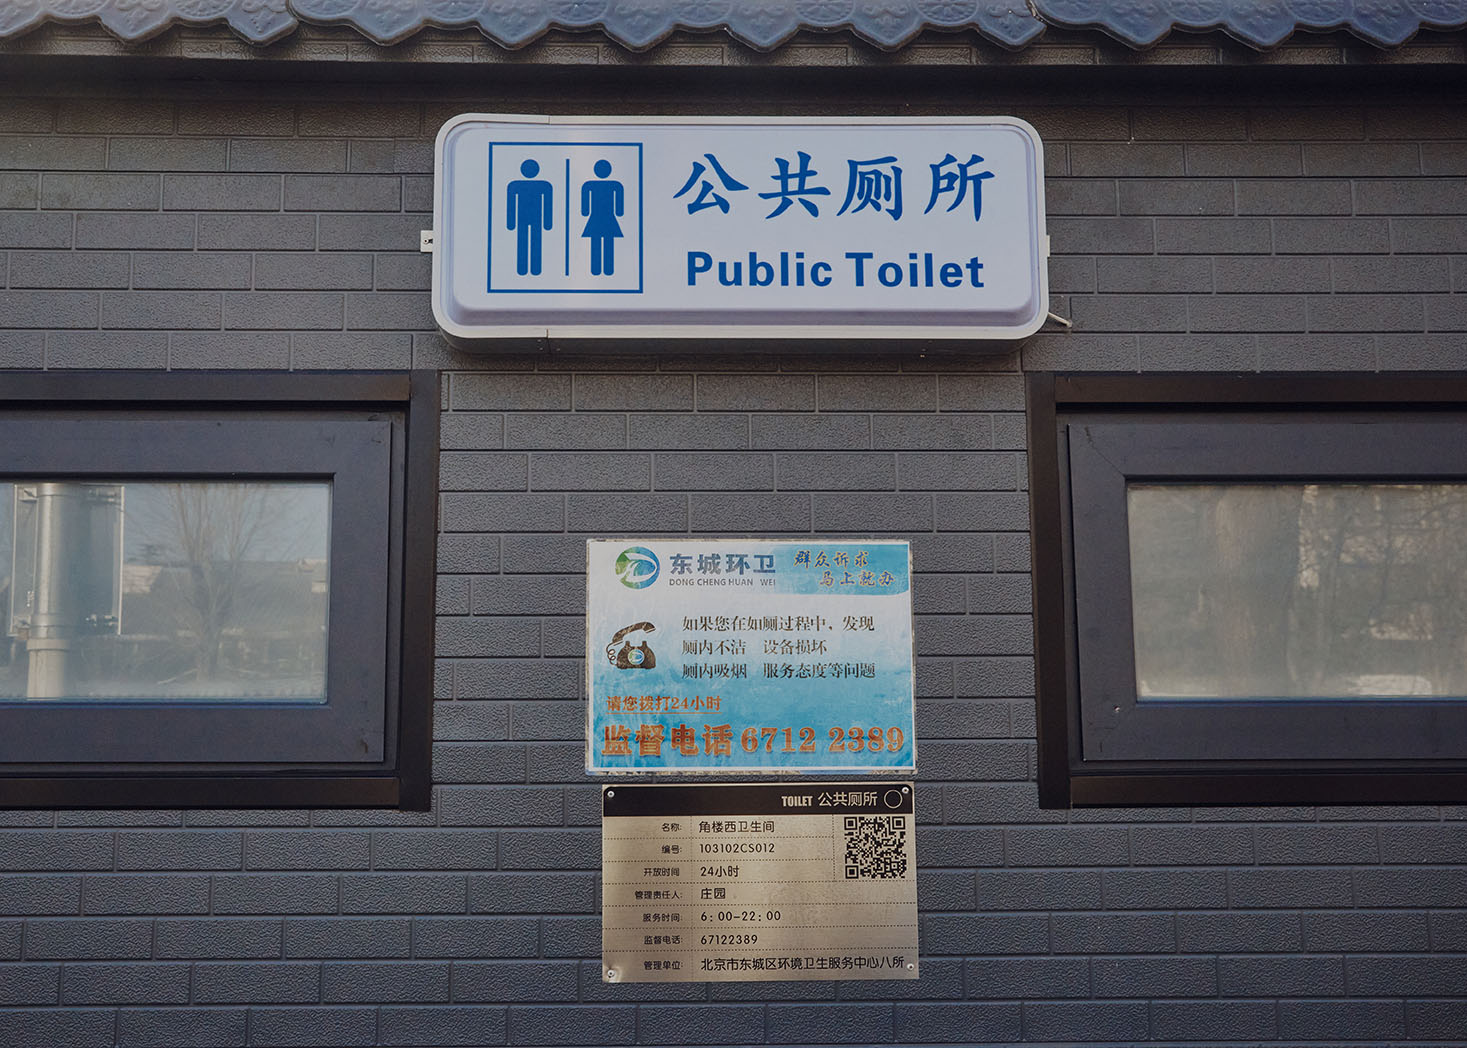 公共厕所
Public Toilet
东城环卫
DONG CHENG HUAN WEI
群众诉求
马上就办
如果您在如厕过程中，发现
厕内不洁 设备损坏
厕内吸烟 服务态度等问题
请您拨打24小时
监督电话 6712 2389
TOILET 公共厕所
名称: 角楼西卫生间
编号: 103102CS012
开放时间 24小时
管理责任人: 庄园
服务时间: 6:00-22:00
监督电话: 67122389
管理单位: 北京市东城区环境卫生服务中心八所